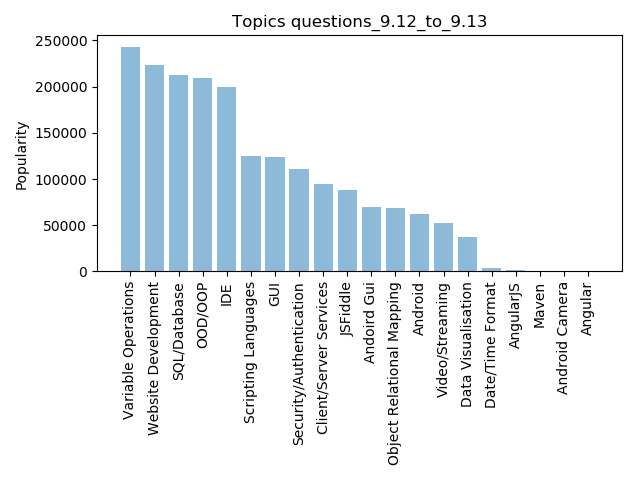 Topics questions_9.12_to_9.13
Popularity
250000
200000
150000
100000
50000
0
Variable Operations
Website Development
SQL/Database
OOD/OOP
IDE
Scripting Languages
GUI
Security/Authentication
Client/Server Services
JSFiddle
Andoird Gui
Object Relational Mapping
Android
Video/Streaming
Data Visualisation
Date/Time Format
AngularJS
Maven
Android Camera
Angular